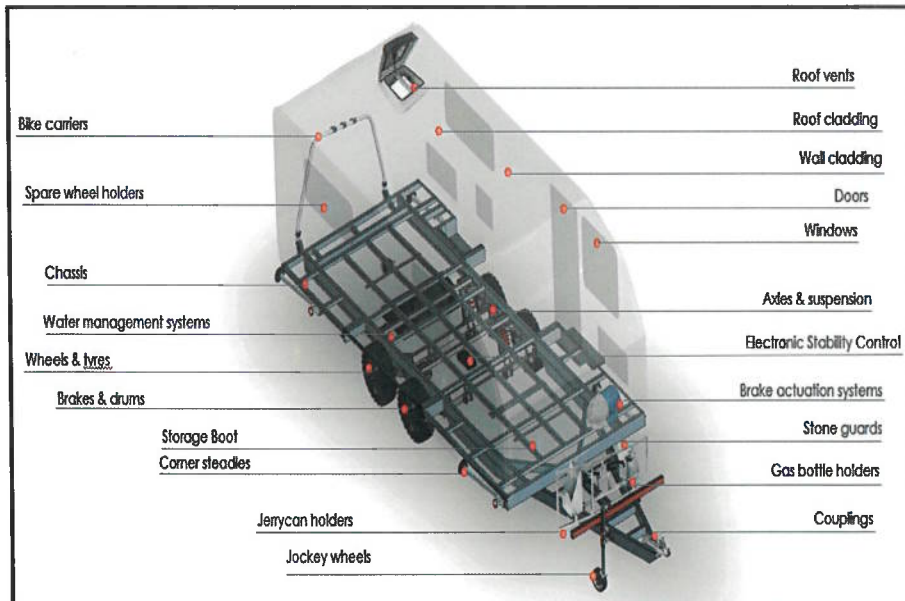 Roof vents
Bike carriers
Roof cladding
Wall cladding
Spare wheel holders
Doors
Windows
Chassis
Axles & suspension
Water management systems
Electronic Stability Control
Wheels & tyres
Brakes & drums
Brake actuation systems
Storage Boot
Stone guards
Corner steadies
Gas bottle holders
Jerrycan holders
Couplings
Jockey wheels